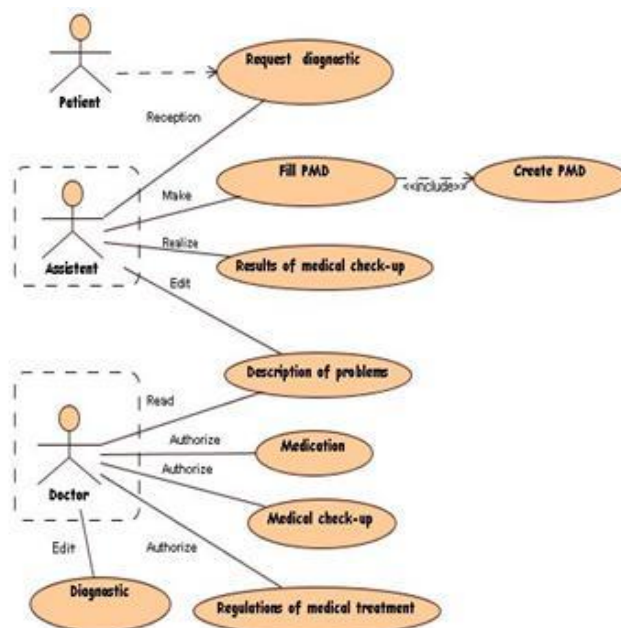 Request diagnostic
Patient
Reception
Fill PMD
<<include>>
Create PMD
Make
Assistent
Realize
Results of medical check-up
Edit
Description of problems
Read
Authorize
Medication
Authorize
Doctor
Medical check-up
Edit
Authorize
Diagnostic
Regulations of medical treatment